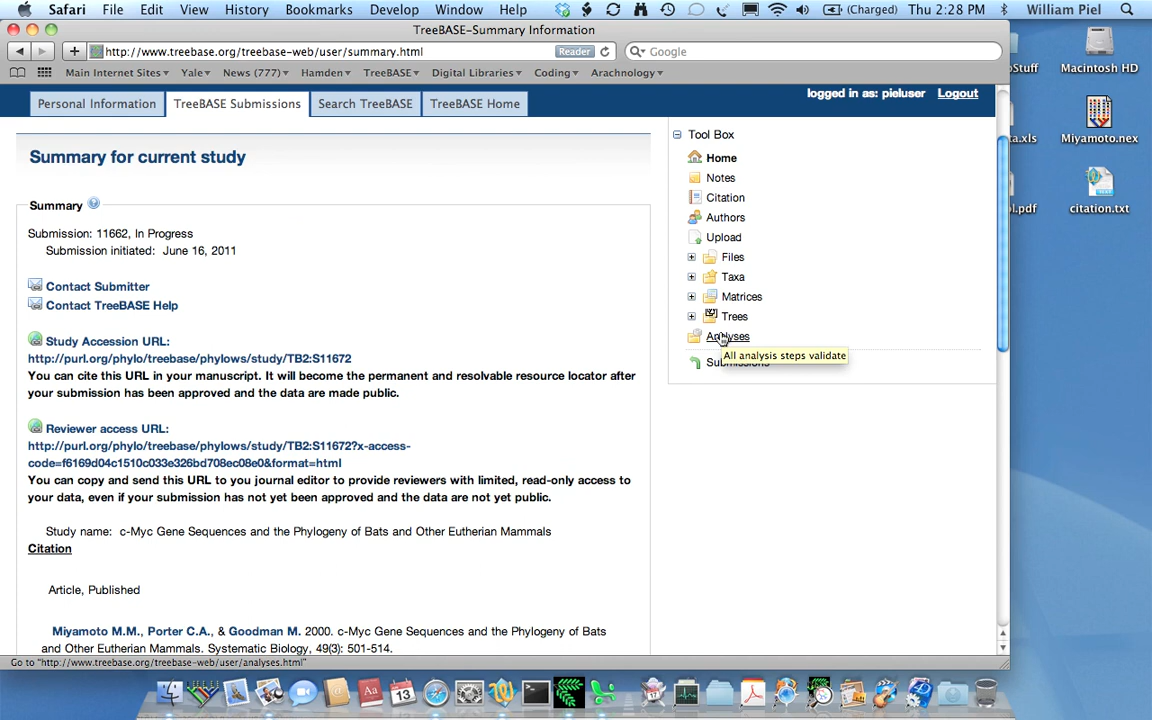 Safari File Edit View History Bookmarks Develop Window Help (Charged) Thu 2:28 PM William Piel
TreeBASE-Summary Information
http://www.treebase.org/treebase-web/user/summary.html Reader Google
Main Internet Sites Yale News (777) Hamden TreeBASE Digital Libraries Coding Arachnology
Stuff Macintosh HD
Personal Information TreeBASE Submissions Search TreeBASE TreeBASE Home logged in as: pieluser Logout
ta.xls Miyamoto.nex
l.pdf citation.txt
Summary for current study
Summary
Submission: 11662, In Progress
Submission initiated: June 16, 2011
Contact Submitter
Contact TreeBASE Help
Study Accession URL:
http://purl.org/phylo/treebase/phylows/study/TB2:S11672
You can cite this URL in your manuscript. It will become the permanent and resolvable resource locator after
your submission has been approved and the data are made public.
Reviewer access URL:
http://purl.org/phylo/treebase/phylows/study/TB2:S11672?x-access-
code=f6169d04c1510c033e326bd708ec08e0&format=html
You can copy and send this URL to you journal editor to provide reviewers with limited, read-only access to
your data, even if your submission has not yet been approved and the data are not yet public.
Study name: c-Myc Gene Sequences and the Phylogeny of Bats and Other Eutherian Mammals
Citation
Article, Published
Miyamoto M.M., Porter C.A., & Goodman M. 2000. c-Myc Gene Sequences and the Phylogeny of Bats
and Other Eutherian Mammals. Systematic Biology, 49(3): 501-514.
Tool Box
Home
Notes
Citation
Authors
Upload
Files
Taxa
Matrices
Trees
Analyses
All analysis steps validate
Submissions
Go to "http://www.treebase.org/treebase-web/user/analyses.html"
13